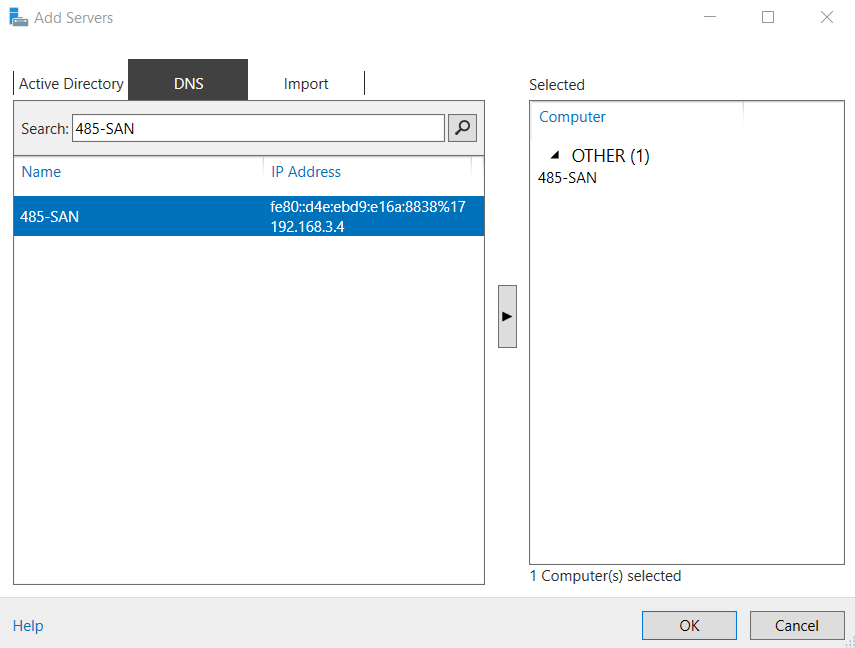 Add Servers
Active Directory
DNS
Import
Search: 485-SAN
Name
IP Address
485-SAN
fe80::d4e:ebd9:e16a:8838%17
192.168.3.4
Selected
Computer
OTHER (1)
485-SAN
1 Computer(s) selected
Help
OK
Cancel